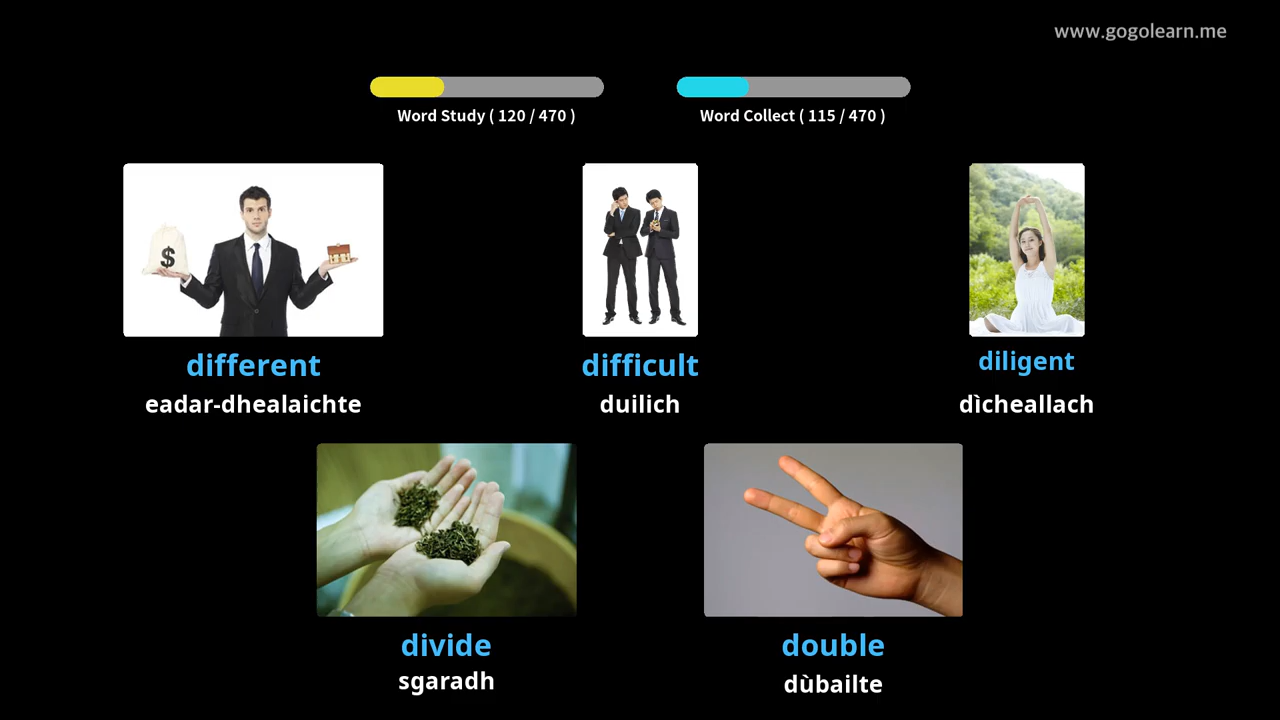 www.gogolearn.me
Word Study ( 120 / 470 )
Word Collect ( 115 / 470 )
$
different
difficult
diligent
eadar-dhealaichte
duilich
dìcheallach
divide
double
sgaradh
dùbailte